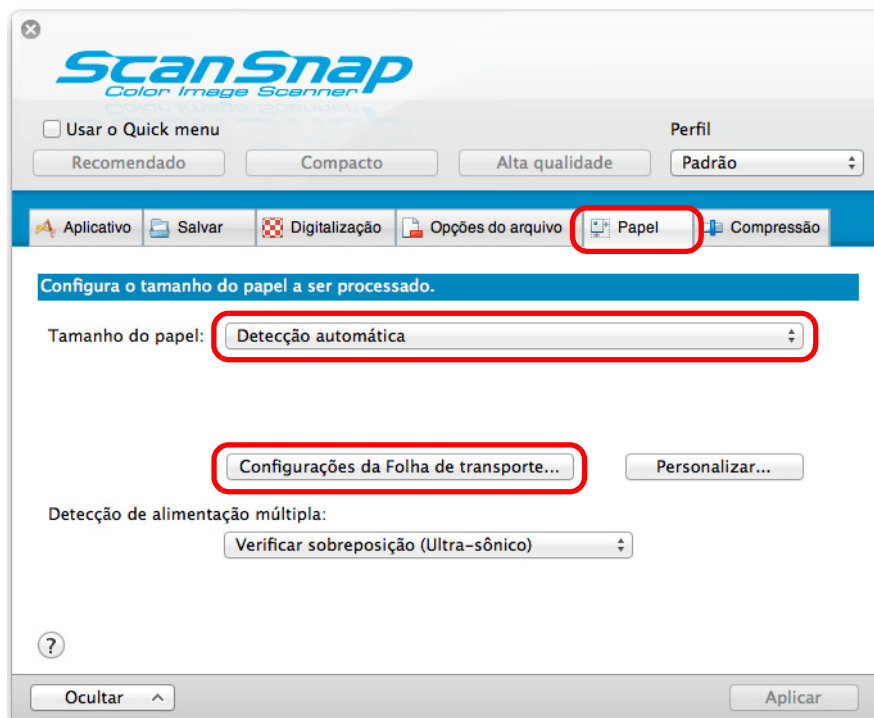 ScanSnap
Color Image Scanner
Usar o Quick menu
Perfil
Recomendado
Compacto
Alta qualidade
Padrão
Aplicativo
Salvar
Digitalização
Opções do arquivo
Papel
Compressão
Configura o tamanho do papel a ser processado.
Tamanho do papel: Detecção automática
Configurações da Folha de transporte...
Personalizar...
Detecção de alimentação múltipla:
Verificar sobreposição (Ultra-sônico)
?
Ocultar
Aplicar